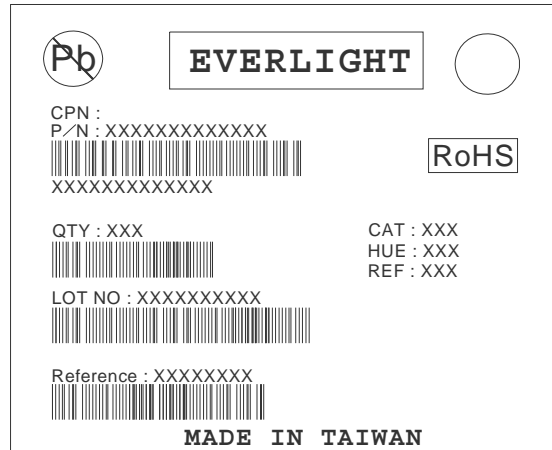 Pb
EVERLIGHT
CPN :
P/N : XXXXXXXXXXXXX
RoHS
XXXXXXXXXXXXX
QTY : XXX
CAT : XXX
HUE : XXX
REF : XXX
LOT NO : XXXXXXXXXX
Reference : XXXXXXXX
MADE IN TAIWAN